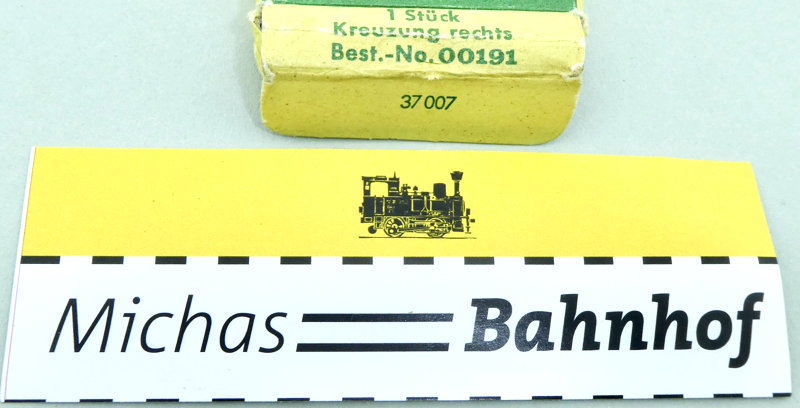 1 Stück
Kreuzung rechts
Best.-No. 00191
37 007
Michas Bahnhof